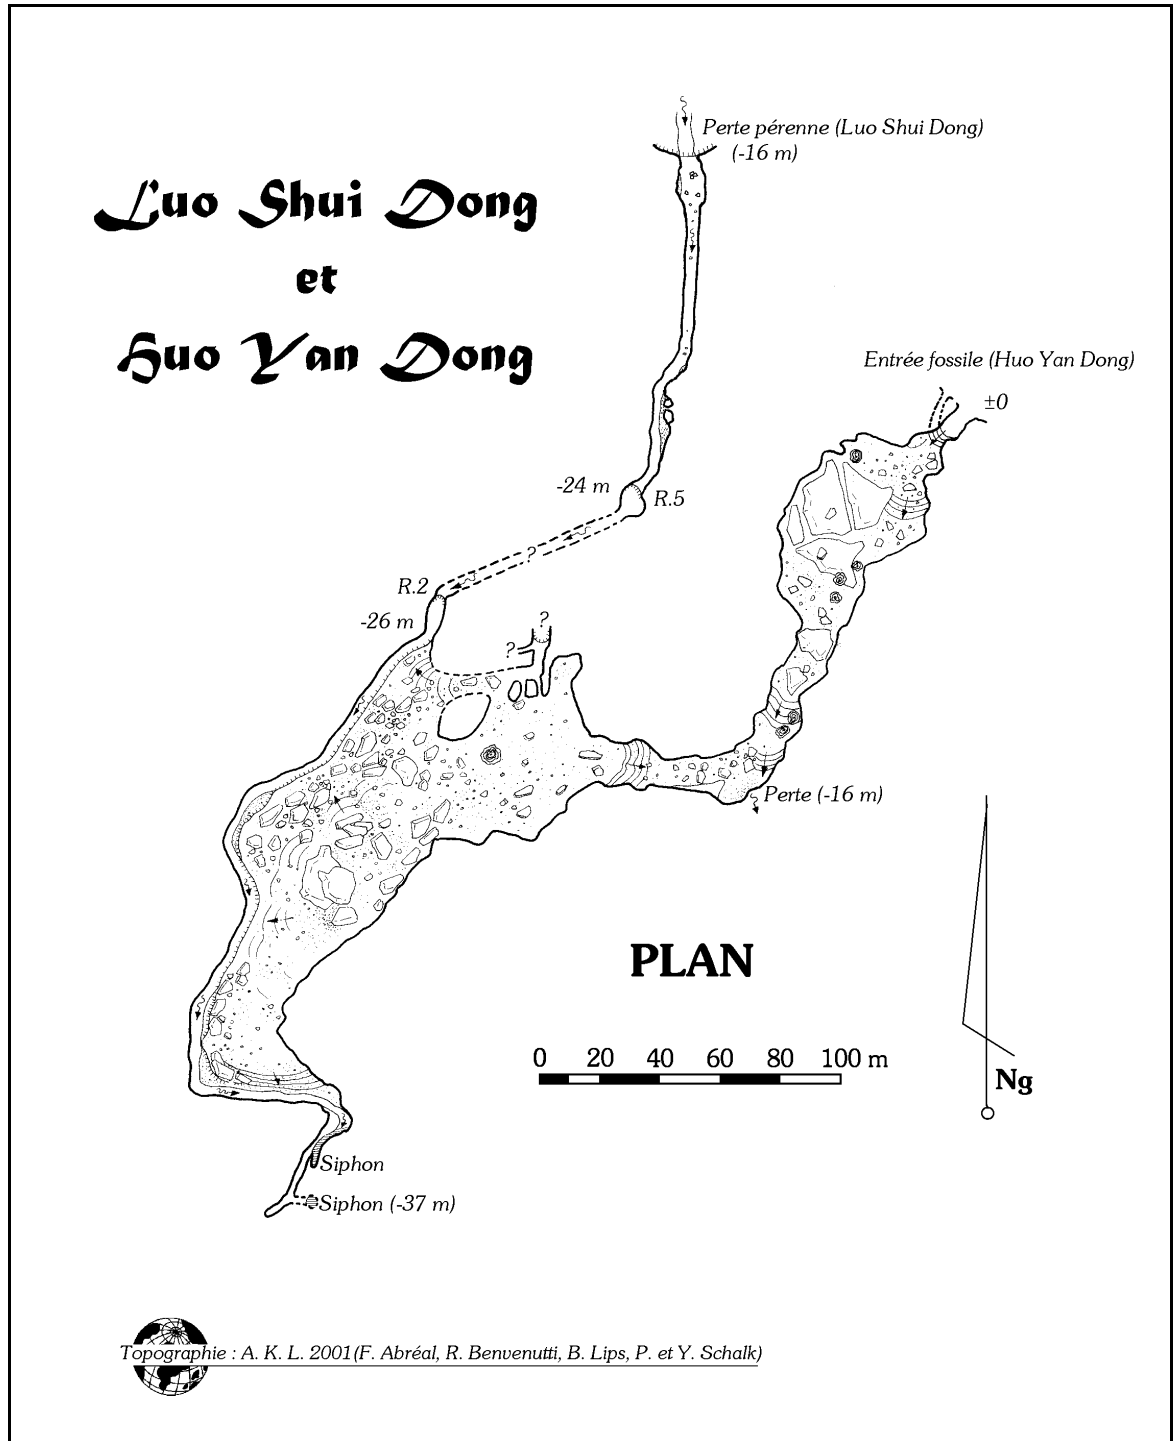 Perte pérenne (Luo Shui Dong)
(-16 m)
Luo Shui Dong
et
Huo Yan Dong
Entrée fossile (Huo Yan Dong)
±0
-24 m
R.5
?
R.2
-26 m
?
?
Perte (-16 m)
PLAN
0 20 40 60 80 100 m
Ng
Siphon
Siphon (-37 m)
Topographie : A. K. L. 2001(F. Abréal, R. Benvenutti, B. Lips, P. et Y. Schalk)